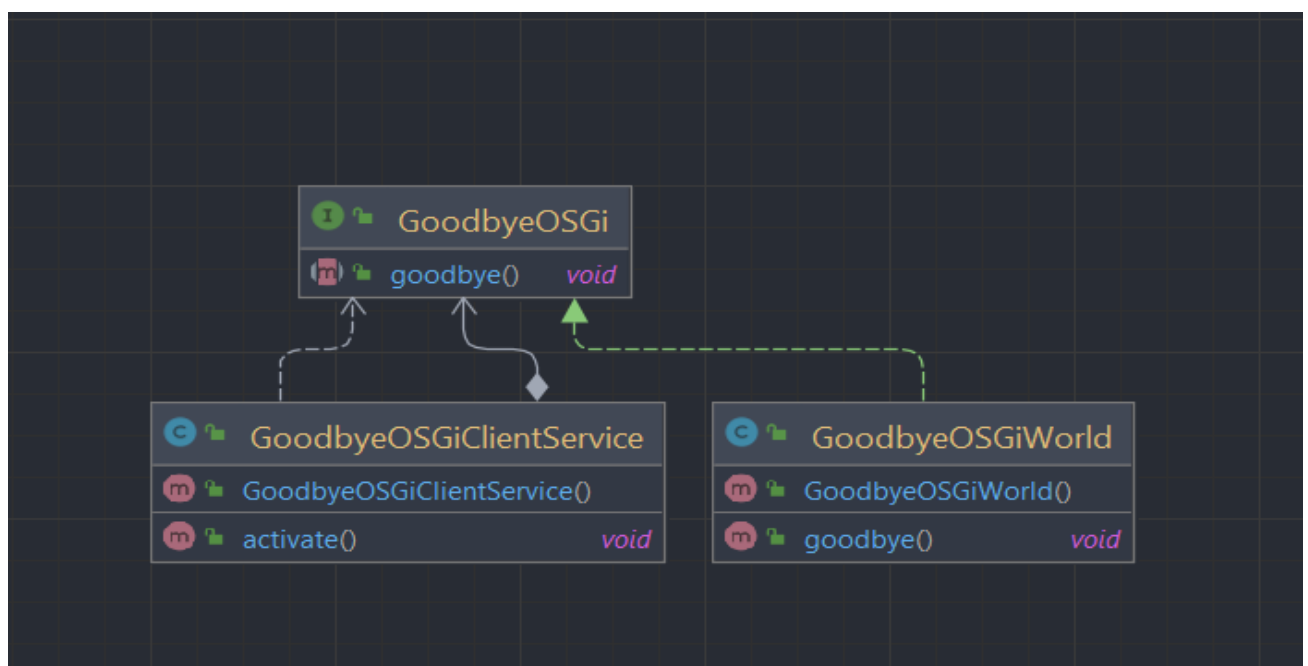 I GoodbyeOSGi
m goodbye() void
C GoodbyeOSGiClientService
m GoodbyeOSGiClientService()
m activate() void
C GoodbyeOSGiWorld
m GoodbyeOSGiWorld()
m goodbye() void